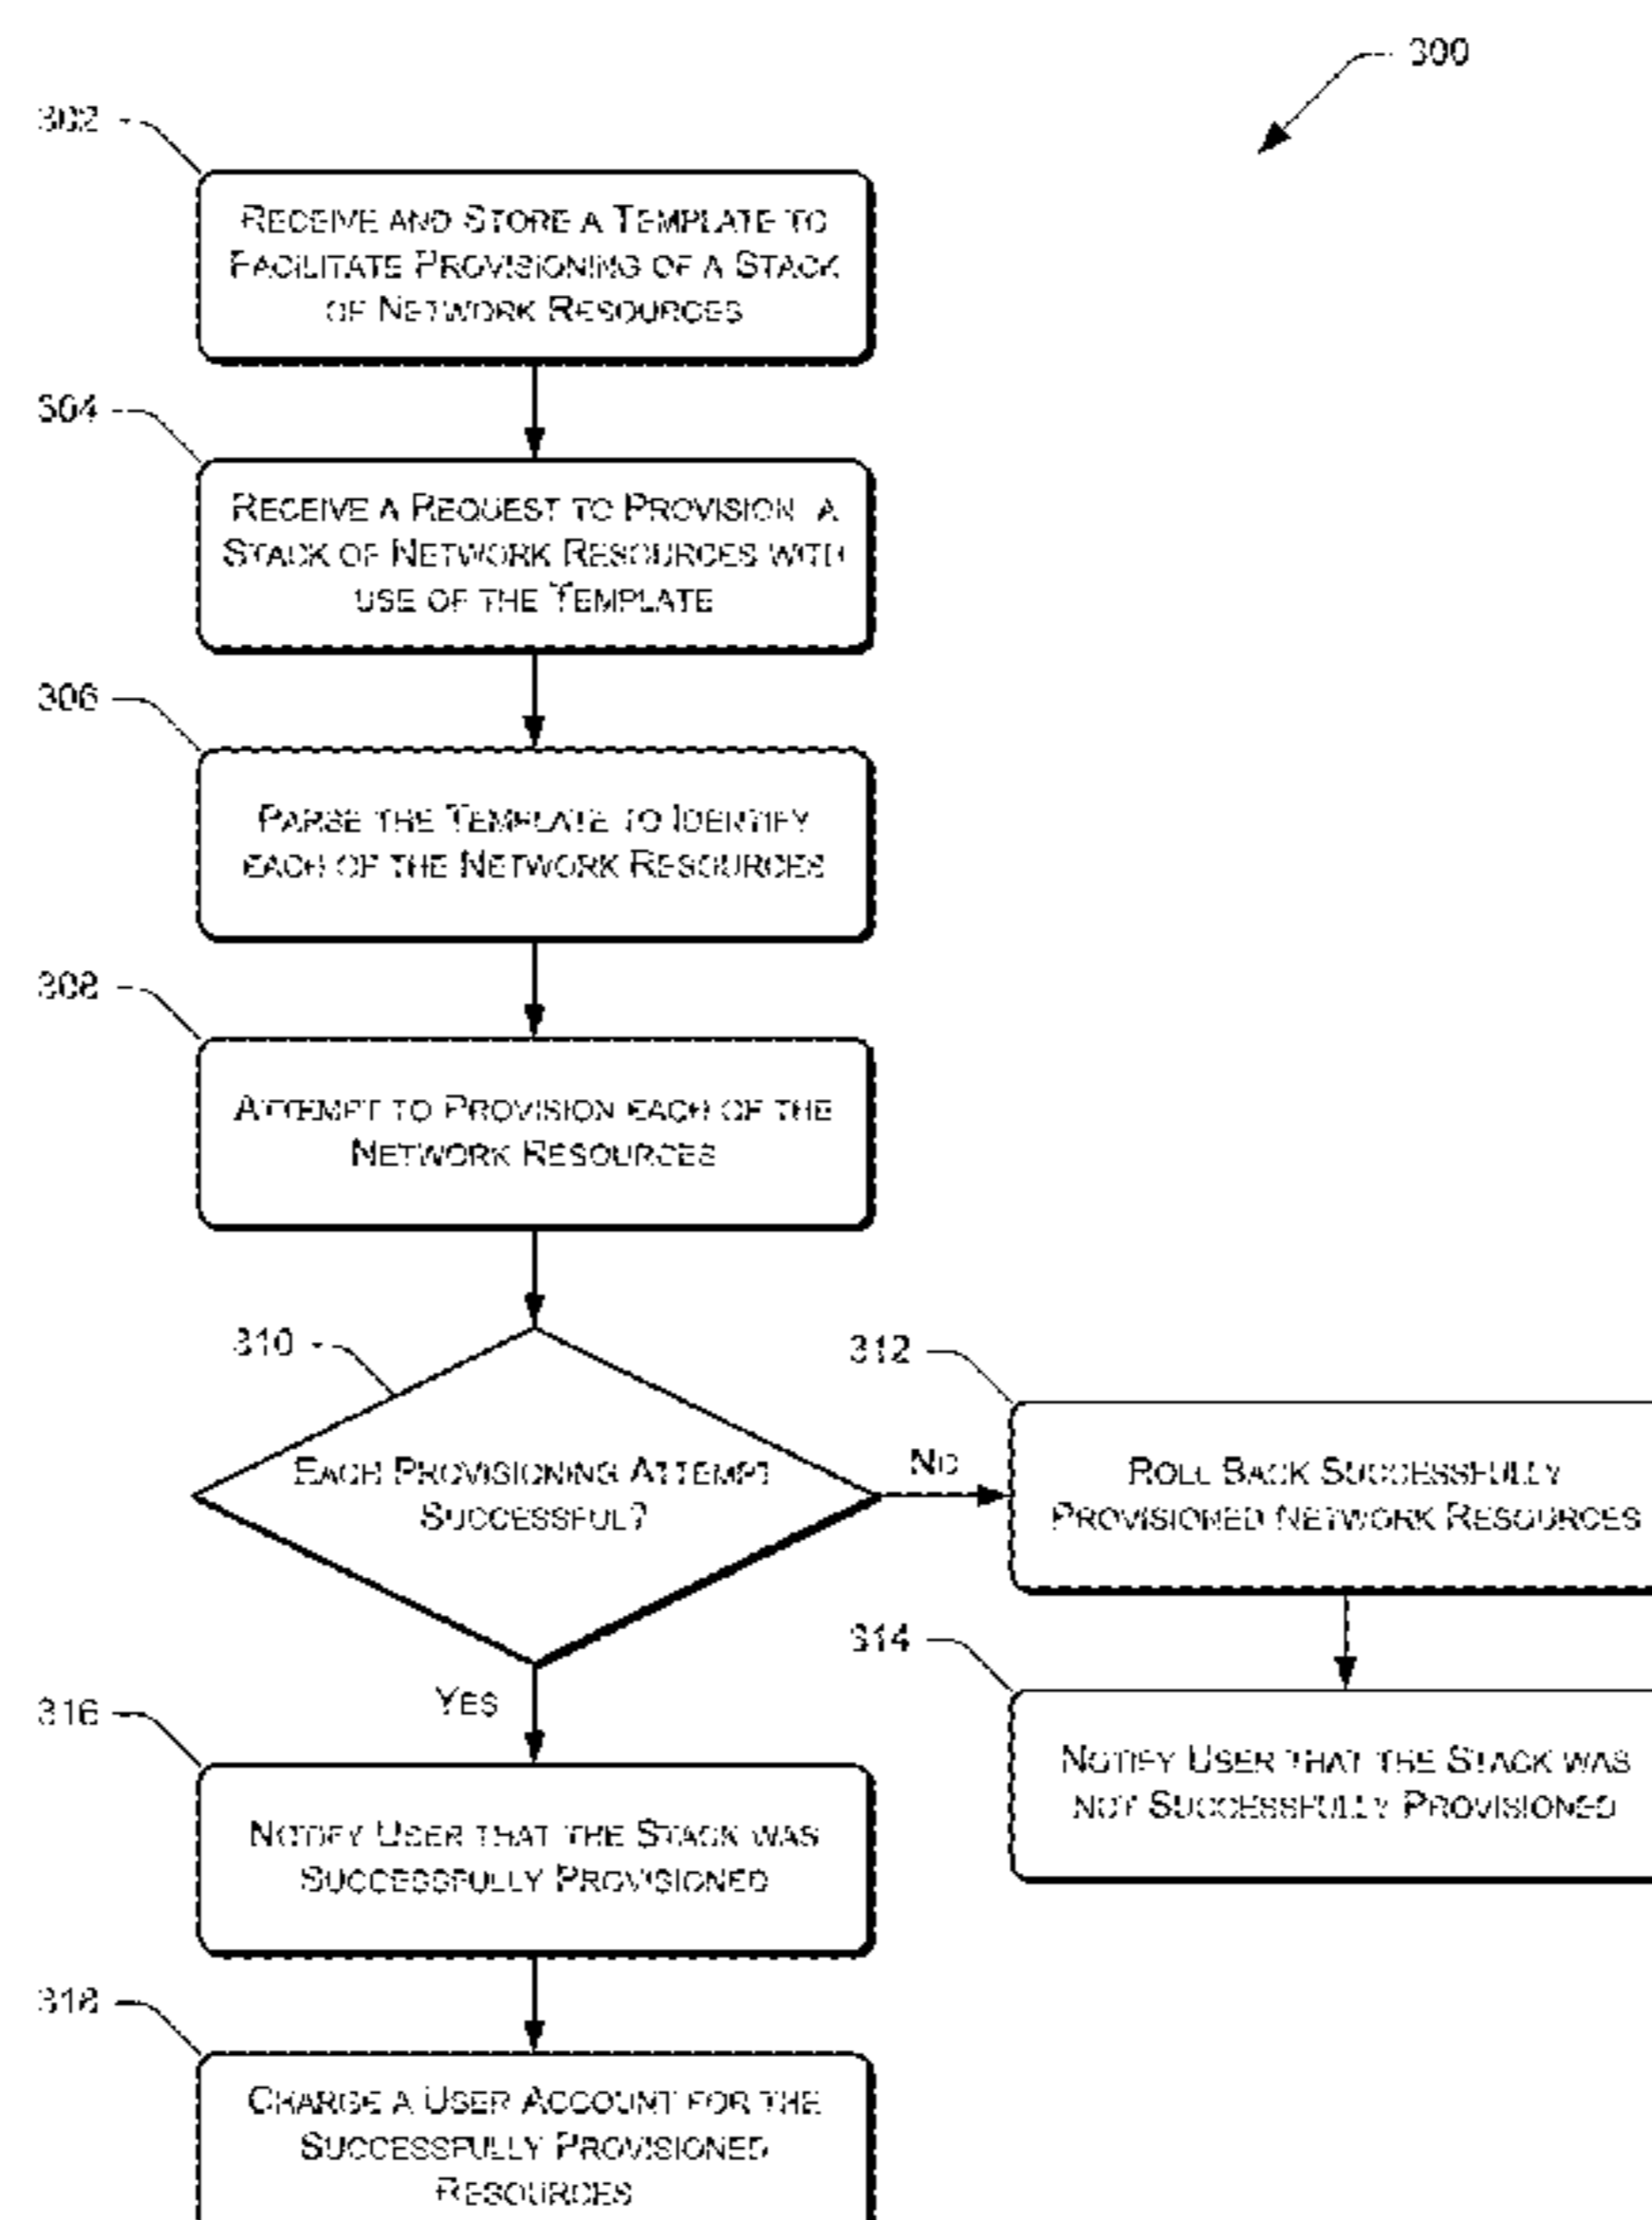 300
302
RECEIVE AND STORE A TEMPLATE TO
FACILITATE PROVISIONING OF A STACK
OF NETWORK RESOURCES
304
RECEIVE A REQUEST TO PROVISION A
STACK OF NETWORK RESOURCES WITH
USE OF THE TEMPLATE
306
PARSE THE TEMPLATE TO IDENTIFY
EACH OF THE NETWORK RESOURCES
308
ATTEMPT TO PROVISION EACH OF THE
NETWORK RESOURCES
310
EACH PROVISIONING ATTEMPT
SUCCESSFUL?
NO
312
ROLL BACK SUCCESSFULLY
PROVISIONED NETWORK RESOURCES
314
NOTIFY USER THAT THE STACK WAS
NOT SUCCESSFULLY PROVISIONED
YES
316
NOTIFY USER THAT THE STACK WAS
SUCCESSFULLY PROVISIONED
318
CHARGE A USER ACCOUNT FOR THE
SUCCESSFULLY PROVISIONED
RESOURCES